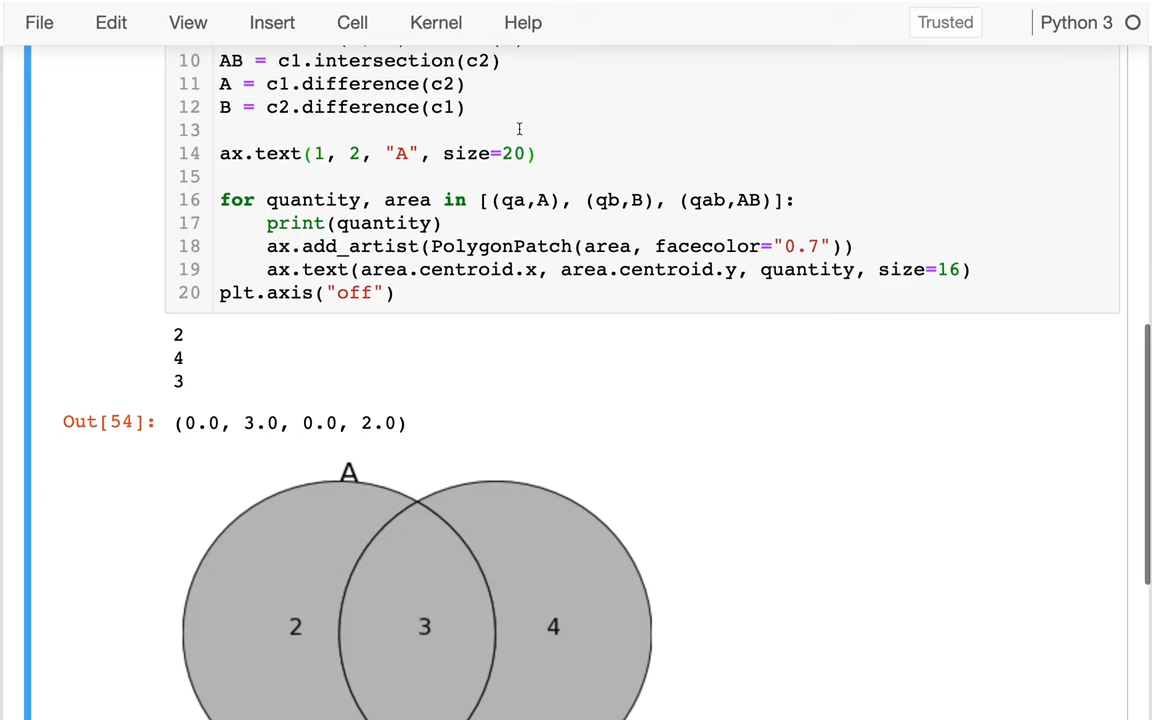 File Edit View Insert Cell Kernel Help Trusted Python 3
10 AB = c1.intersection(c2)
11 A = c1.difference(c2)
12 B = c2.difference(c1)
13
14 ax.text(1, 2, "A", size=20)
15
16 for quantity, area in [(qa,A), (qb,B), (qab,AB)]:
17     print(quantity)
18     ax.add_artist(PolygonPatch(area, facecolor="0.7"))
19     ax.text(area.centroid.x, area.centroid.y, quantity, size=16)
20 plt.axis("off")
2
4
3
Out[54]: (0.0, 3.0, 0.0, 2.0)
A
2 3 4